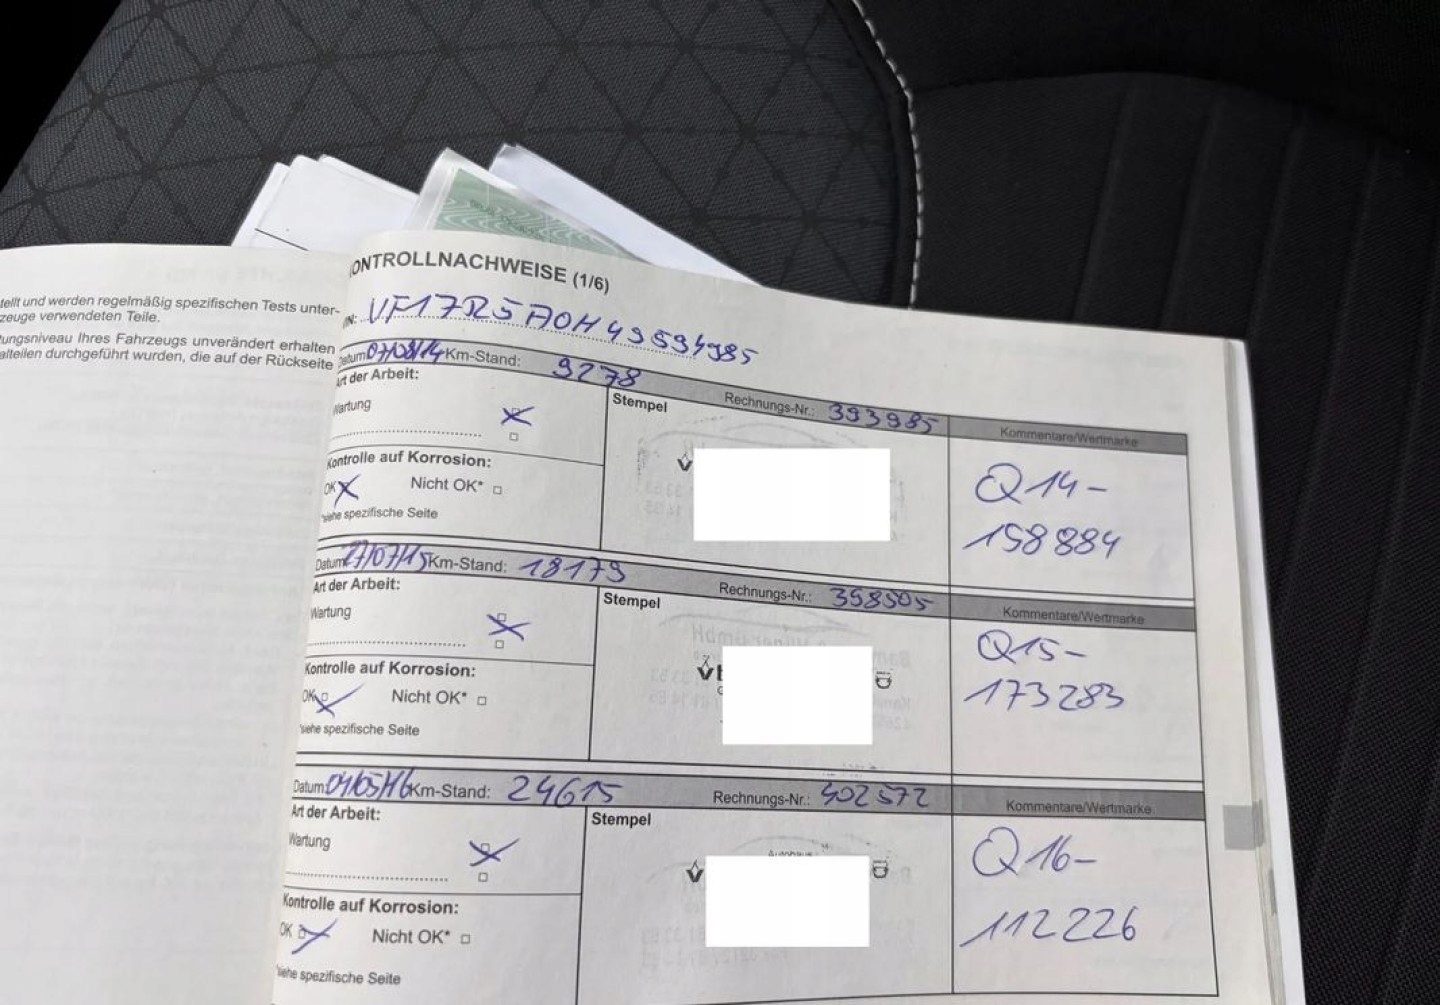 ONTROLLNACHWEISE (1/6)
tellt und werden regelmäßig spezifischen Tests unter-
zeuge verwendeten Teile.
ungsniveau Ihres Fahrzeugs unverändert erhalten
alteilen durchgeführt wurden, die auf der Rückseite
IN: VF17R5A0H49594985
Datum 07/08/14 Km-Stand: 9278
Rechnungs-Nr.: 393985
Kommentare/Wertmarke
Art der Arbeit:
Wartung
Stempel
Kontrolle auf Korrosion:
OK Nicht OK*
*siehe spezifische Seite
Q14-
158884
Datum 27/07/15 Km-Stand: 18179
Rechnungs-Nr.: 398505
Kommentare/Wertmarke
Art der Arbeit:
Wartung
Stempel
Kontrolle auf Korrosion:
OK Nicht OK*
*siehe spezifische Seite
Q15-
173283
Datum: 04/05/16 Km-Stand: 24615
Rechnungs-Nr.: 402572
Kommentare/Wertmarke
Art der Arbeit:
Wartung
Stempel
Kontrolle auf Korrosion:
OK Nicht OK*
*siehe spezifische Seite
Q16-
112226